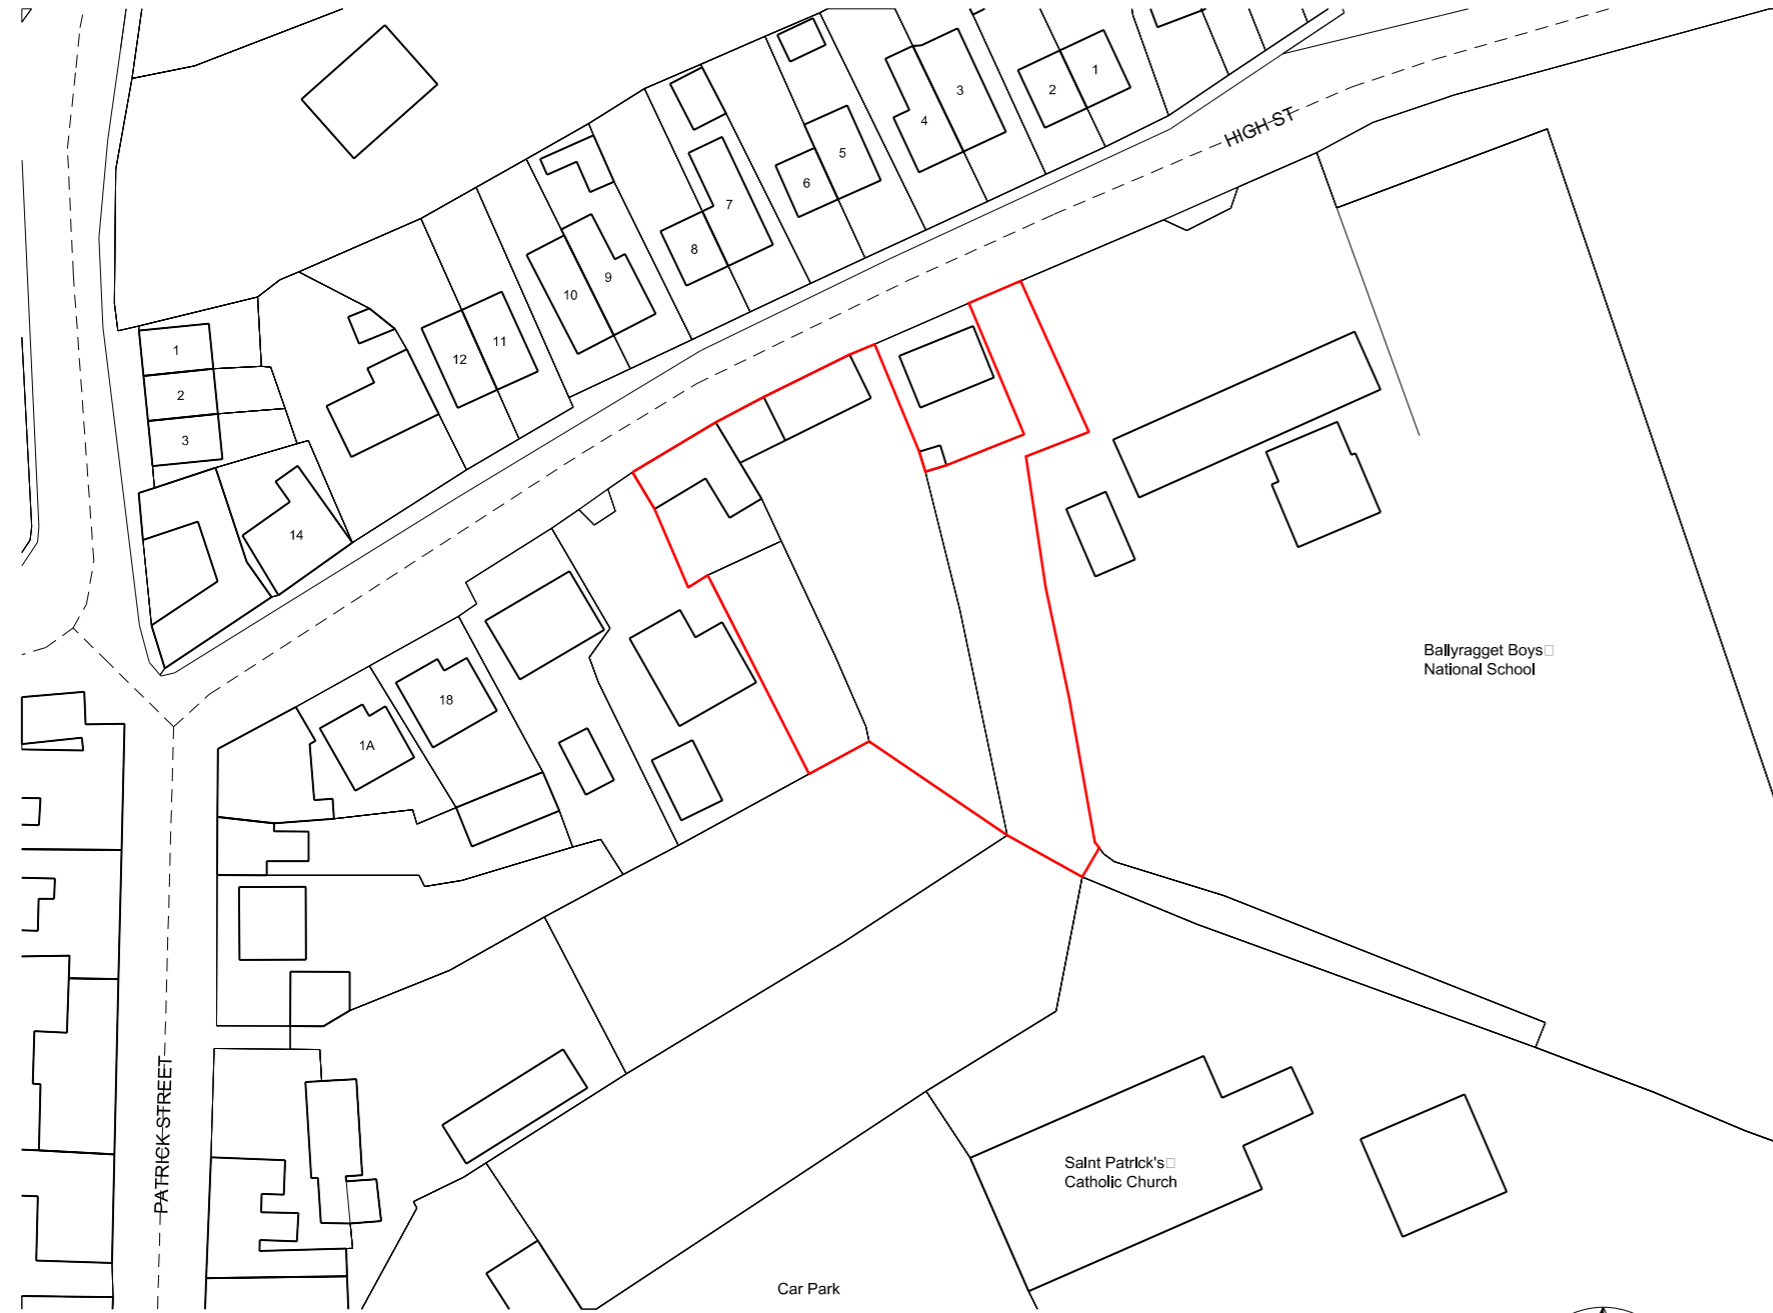 1
2
3
4
5
6
7
8
9
10
11
12
HIGH ST
1
2
3
14
18
1A
Ballyragget Boys
National School
PATRICK STREET
Saint Patrick's
Catholic Church
Car Park